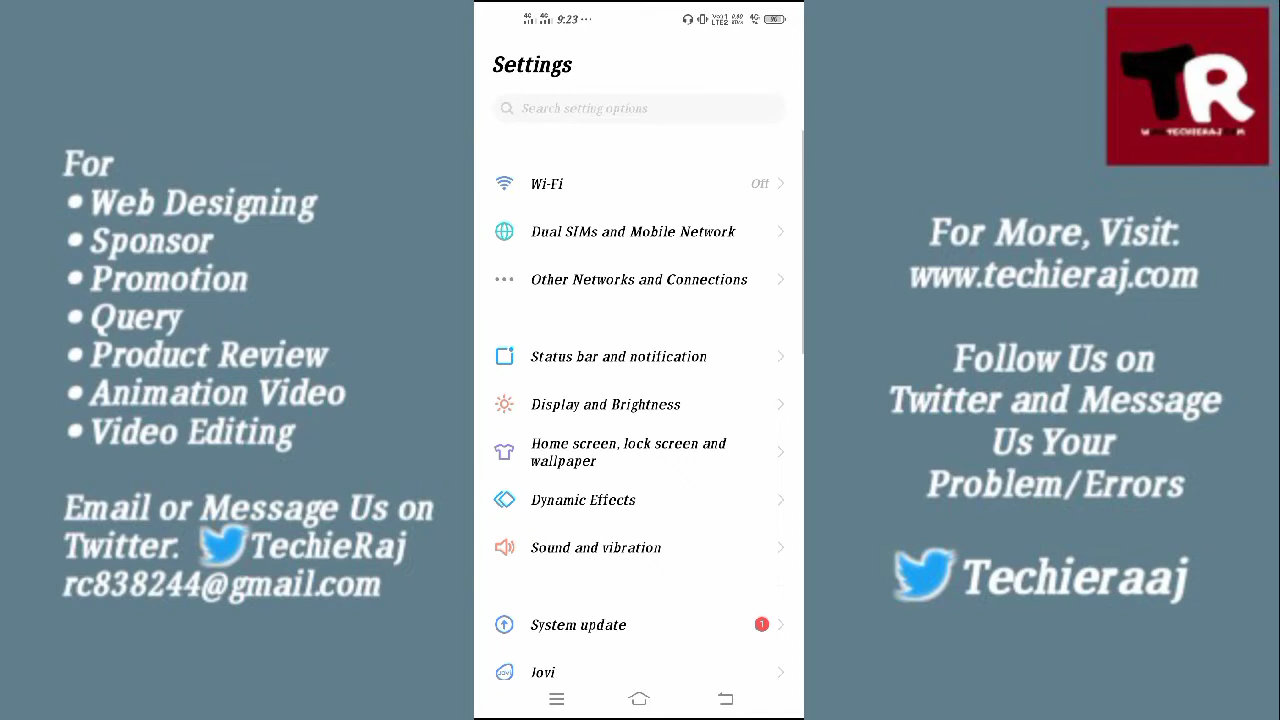 For
• Web Designing
• Sponsor
• Promotion
• Query
• Product Review
• Animation Video
• Video Editing
Email or Message Us on
Twitter. TechieRaj
rc838244@gmail.com
4G 4G 9:23 ···
Settings
Search setting options
Wi-Fi Off
Dual SIMs and Mobile Network
Other Networks and Connections
Status bar and notification
Display and Brightness
Home screen, lock screen and
wallpaper
Dynamic Effects
Sound and vibration
System update 1
Jovi
TR
For More, Visit:
www.techieraj.com
Follow Us on
Twitter and Message
Us Your
Problem/Errors
Techieraaj